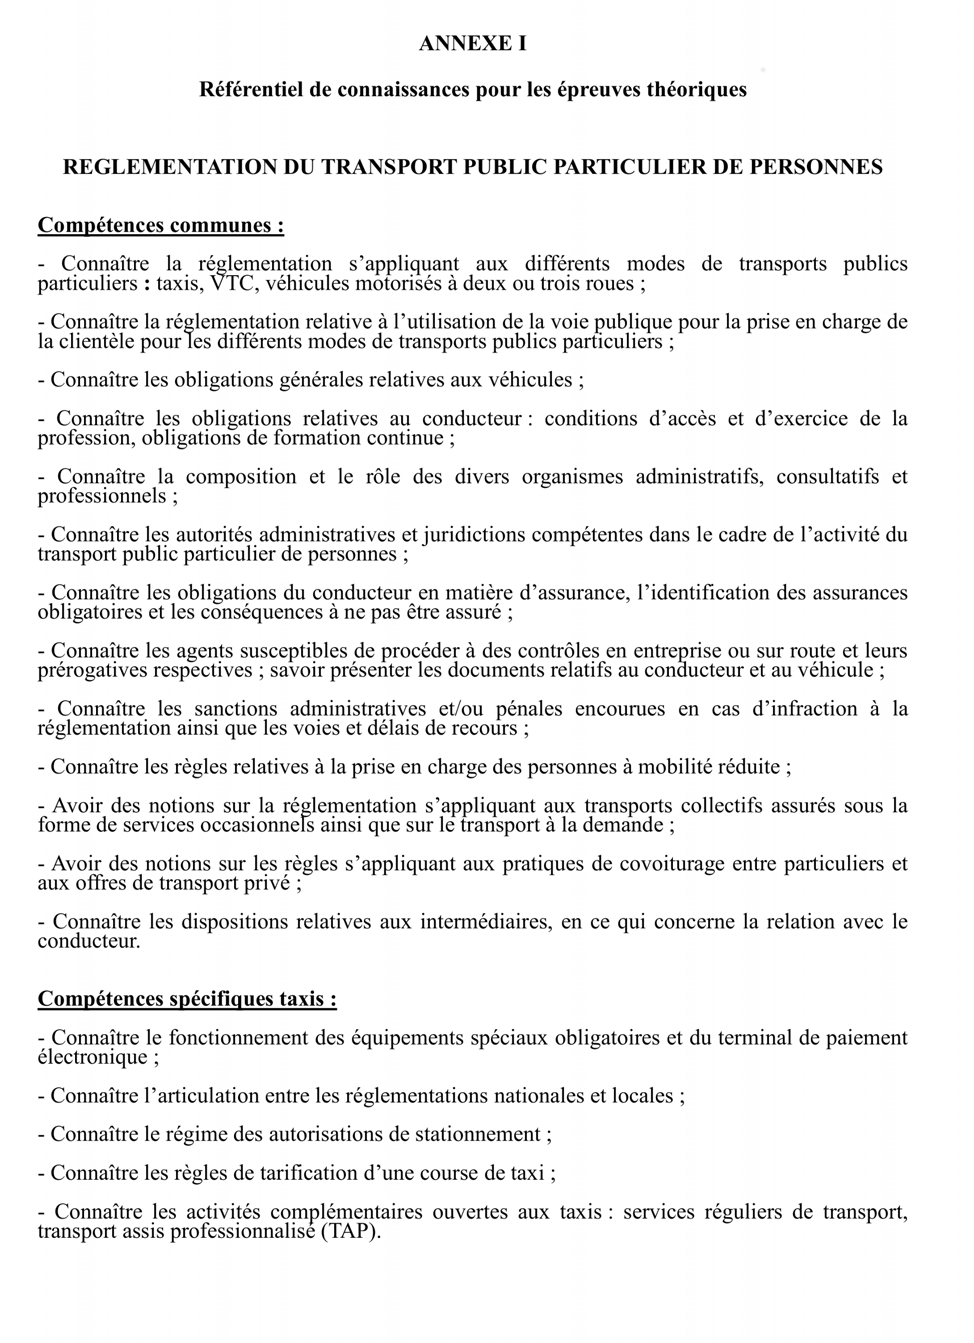 ANNEXE I
Référentiel de connaissances pour les épreuves théoriques
REGLEMENTATION DU TRANSPORT PUBLIC PARTICULIER DE PERSONNES
Compétences communes :
- Connaître la réglementation s’appliquant aux différents modes de transports publics
particuliers : taxis, VTC, véhicules motorisés à deux ou trois roues ;
- Connaître la réglementation relative à l’utilisation de la voie publique pour la prise en charge de
la clientèle pour les différents modes de transports publics particuliers ;
- Connaître les obligations générales relatives aux véhicules ;
- Connaître les obligations relatives au conducteur : conditions d’accès et d’exercice de la
profession, obligations de formation continue ;
- Connaître la composition et le rôle des divers organismes administratifs, consultatifs et
professionnels ;
- Connaître les autorités administratives et juridictions compétentes dans le cadre de l’activité du
transport public particulier de personnes ;
- Connaître les obligations du conducteur en matière d’assurance, l’identification des assurances
obligatoires et les conséquences à ne pas être assuré ;
- Connaître les agents susceptibles de procéder à des contrôles en entreprise ou sur route et leurs
prérogatives respectives ; savoir présenter les documents relatifs au conducteur et au véhicule ;
- Connaître les sanctions administratives et/ou pénales encourues en cas d’infraction à la
réglementation ainsi que les voies et délais de recours ;
- Connaître les règles relatives à la prise en charge des personnes à mobilité réduite ;
- Avoir des notions sur la réglementation s’appliquant aux transports collectifs assurés sous la
forme de services occasionnels ainsi que sur le transport à la demande ;
- Avoir des notions sur les règles s’appliquant aux pratiques de covoiturage entre particuliers et
aux offres de transport privé ;
- Connaître les dispositions relatives aux intermédiaires, en ce qui concerne la relation avec le
conducteur.
Compétences spécifiques taxis :
- Connaître le fonctionnement des équipements spéciaux obligatoires et du terminal de paiement
électronique ;
- Connaître l’articulation entre les réglementations nationales et locales ;
- Connaître le régime des autorisations de stationnement ;
- Connaître les règles de tarification d’une course de taxi ;
- Connaître les activités complémentaires ouvertes aux taxis : services réguliers de transport,
transport assis professionnalisé (TAP).